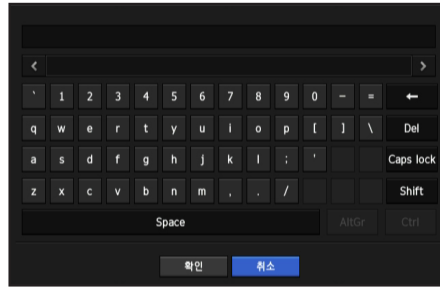 < >
` 1 2 3 4 5 6 7 8 9 0 - = ←
q w e r t y u i o p [ ] \ Del
a s d f g h j k l ; ' Caps lock
z x c v b n m , . / Shift
Space AltGr Ctrl
확인 취소